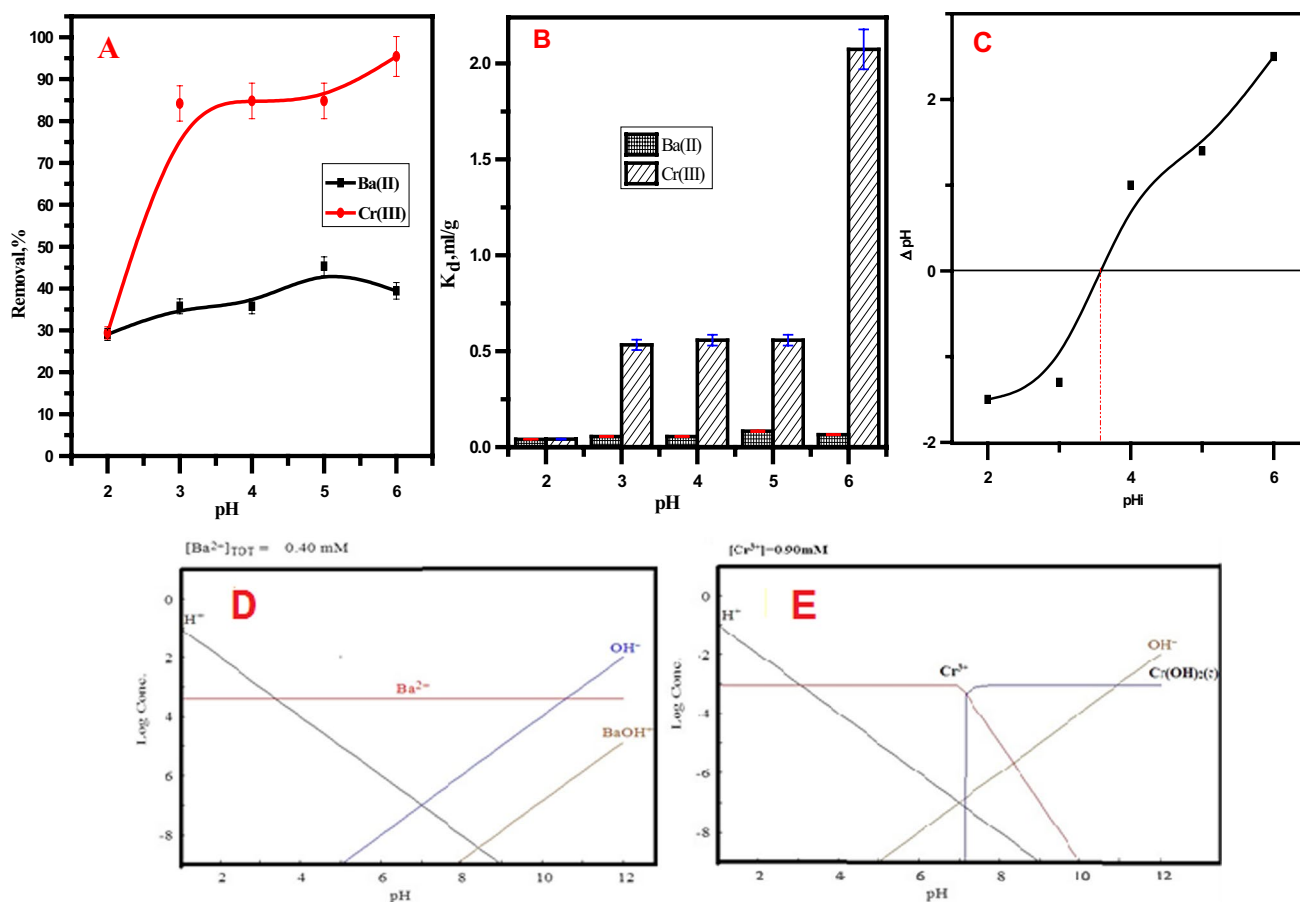 A
100
90
80
70
60
50
40
30
20
10
0
Removal,%
Ba(II)
Cr(III)
2 3 4 5 6
pH
B
2.0
1.5
1.0
0.5
0.0
Kd,ml/g
Ba(II)
Cr(III)
2 3 4 5 6
pH
C
2
0
-2
Δ pH
2 4 6
pHi
[Ba²⁺]TOT = 0.40 mM
D
0
2
-4
-6
-8
Log Conc.
H⁺
Ba²⁺
OH⁻
BaOH⁺
2 4 6 8 10 12
pH
[Cr³⁺]=0.90mM
E
0
-2
-4
-6
-8
Log Conc.
H⁺
Cr³⁺
OH⁻
2 4 6 8 10 12
pH